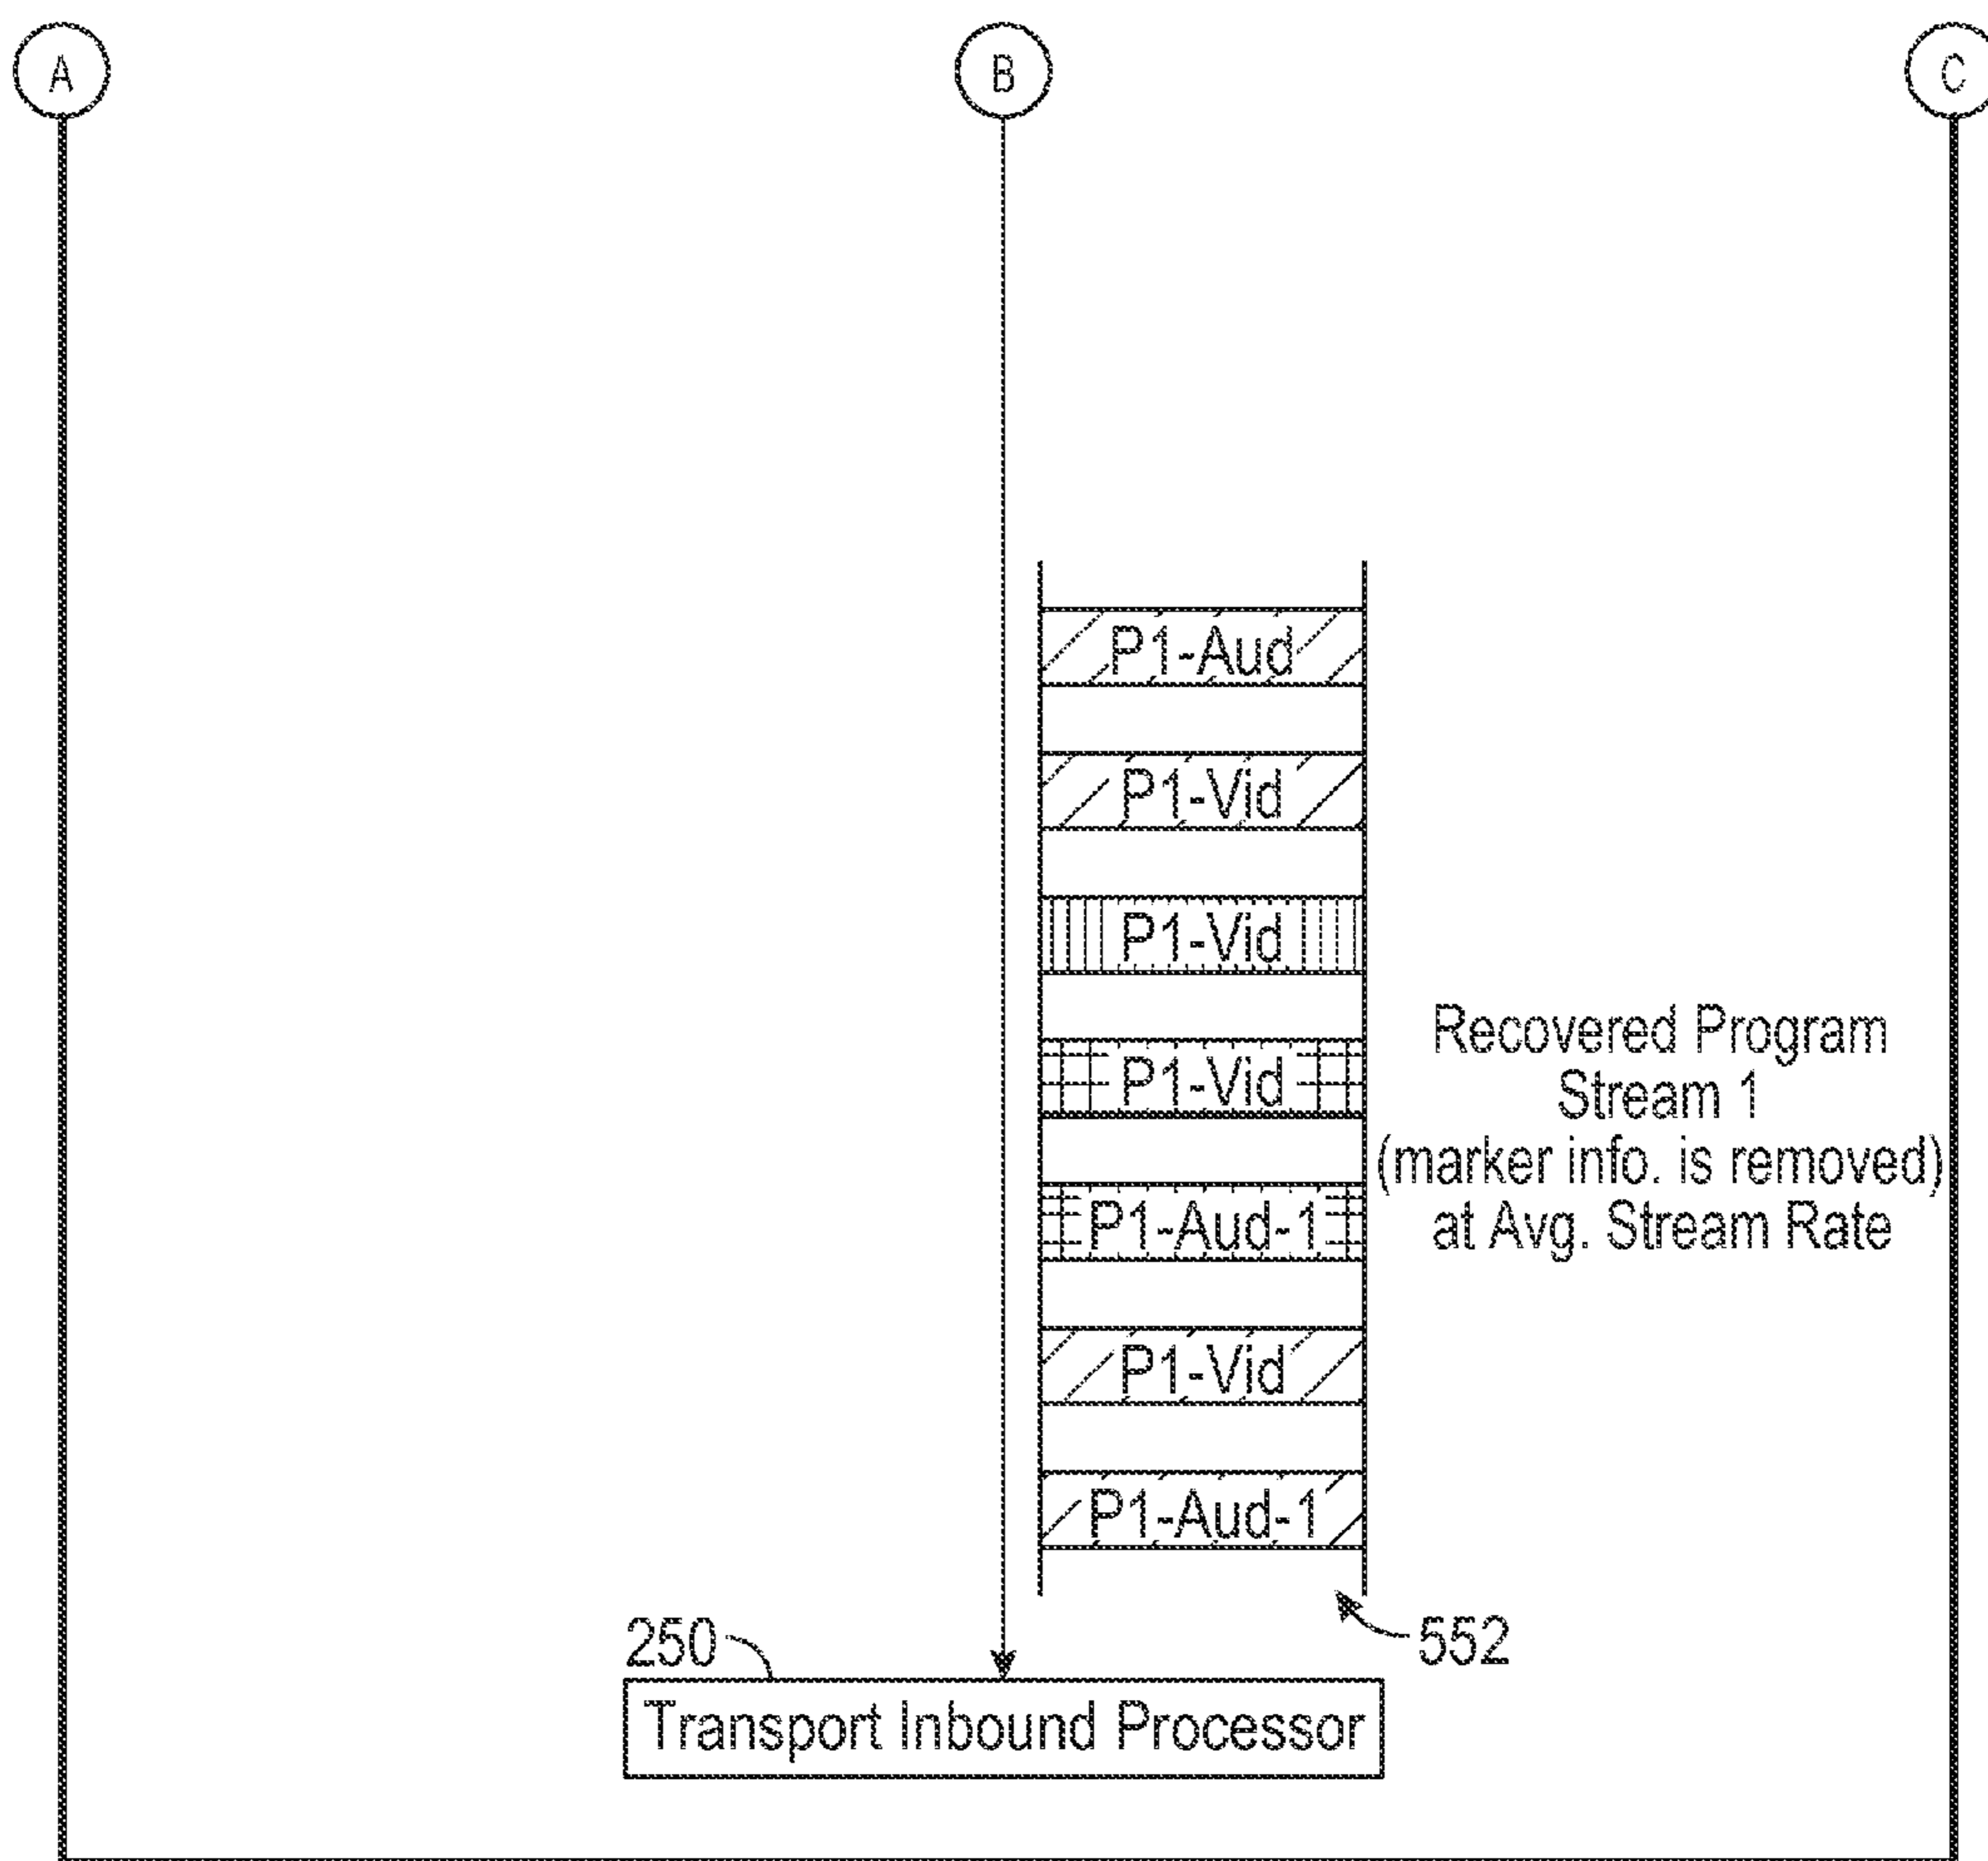 A
B
C
P1-Aud
P1-Vid
P1-Vid
P1-Vid
P1-Aud-1
P1-Vid
P1-Aud-1
Recovered Program
Stream 1
(marker info. is removed)
at Avg. Stream Rate
250
552
Transport Inbound Processor